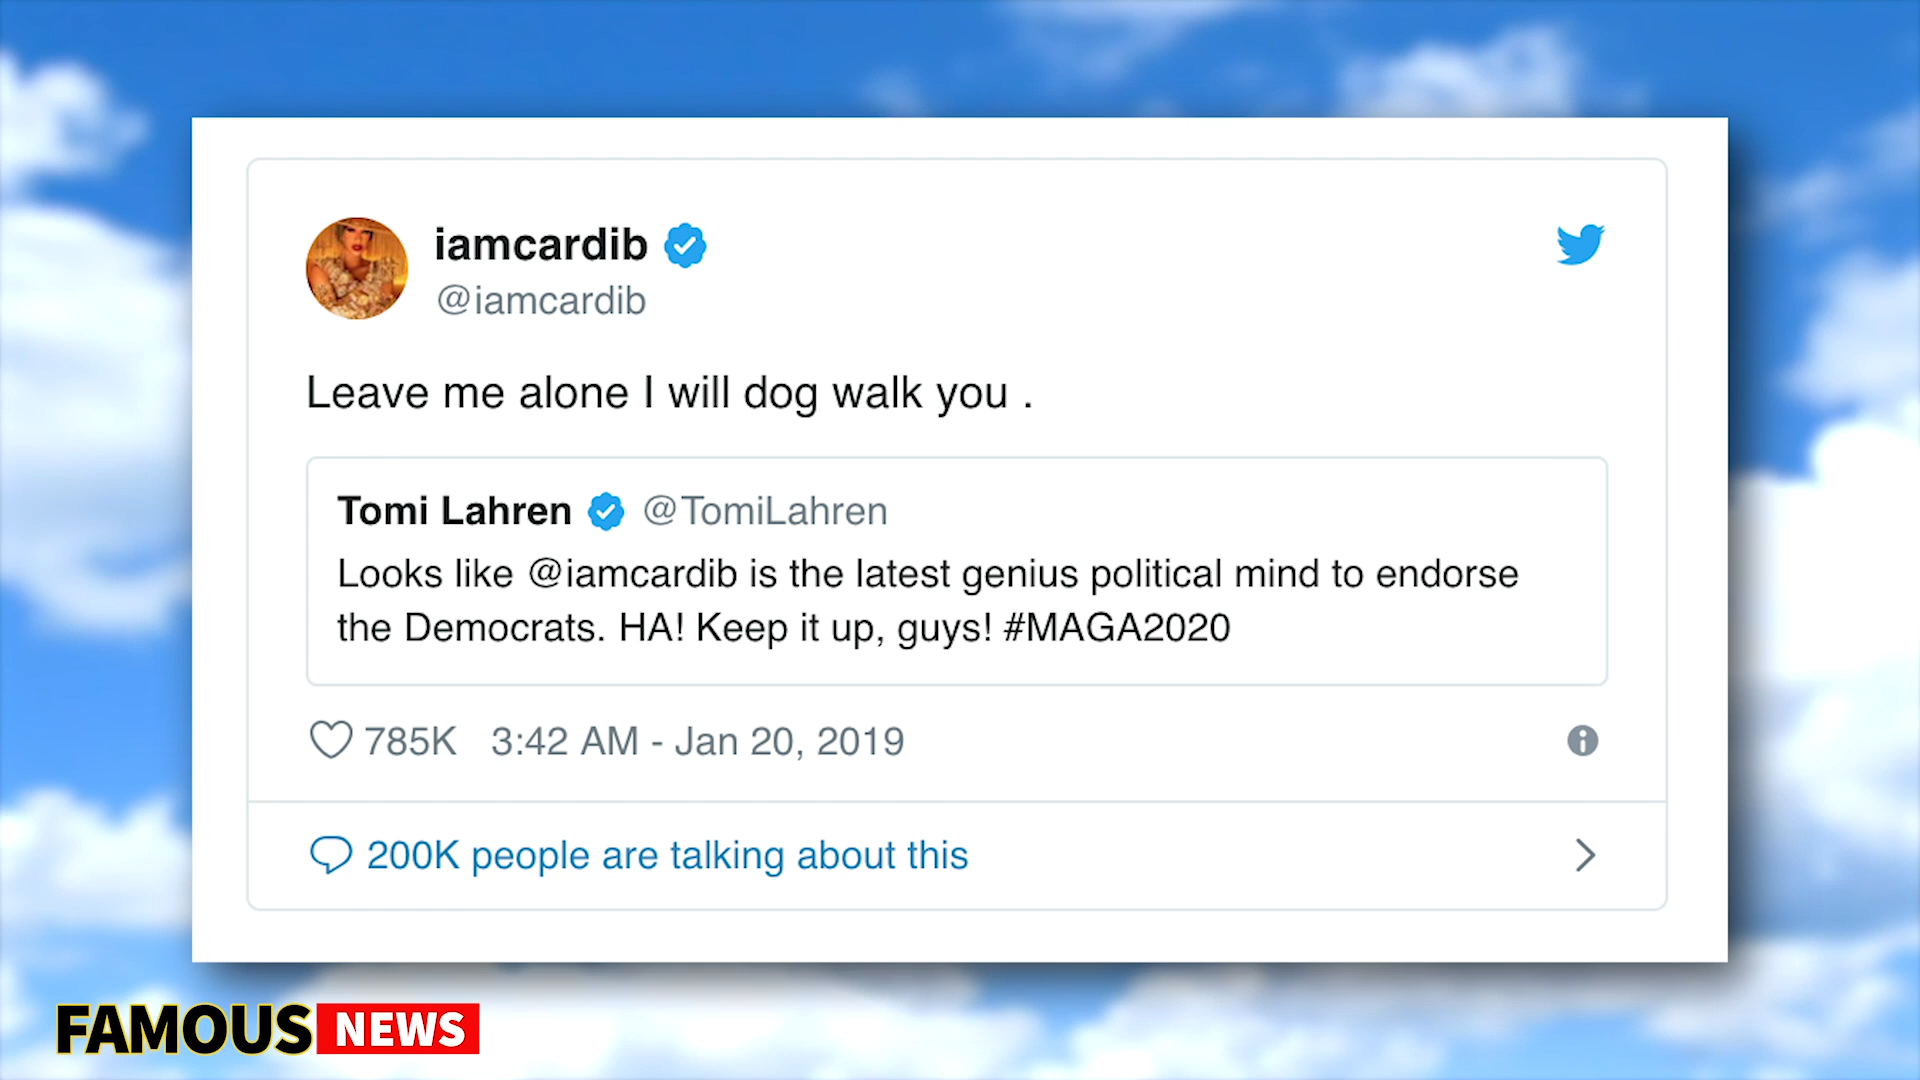 iamcardib
@iamcardib
Leave me alone I will dog walk you .
Tomi Lahren @TomiLahren
Looks like @iamcardib is the latest genius political mind to endorse
the Democrats. HA! Keep it up, guys! #MAGA2020
785K 3:42 AM - Jan 20, 2019
200K people are talking about this
FAMOUS NEWS